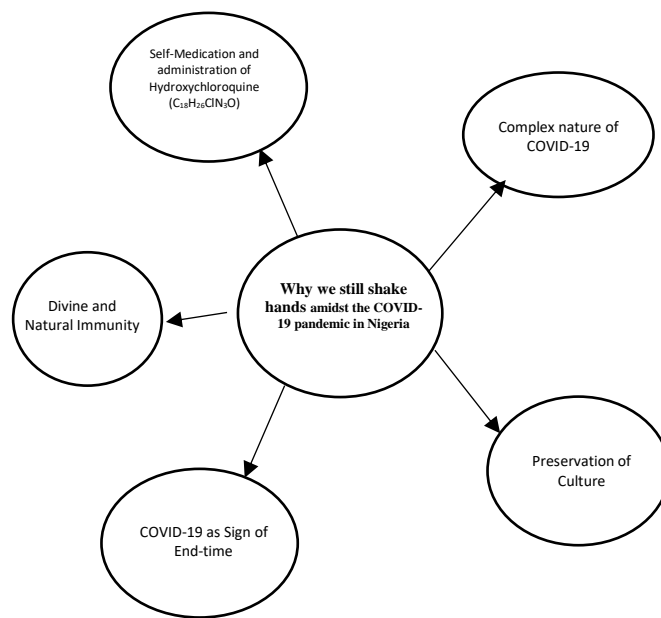 Self-Medication and
administration of
Hydroxychloroquine
(C₁₈H₂₆ClN₃O)
Complex nature of
COVID-19
Why we still shake
hands amidst the COVID-
19 pandemic in Nigeria
Divine and
Natural Immunity
Preservation of
Culture
COVID-19 as Sign of
End-time